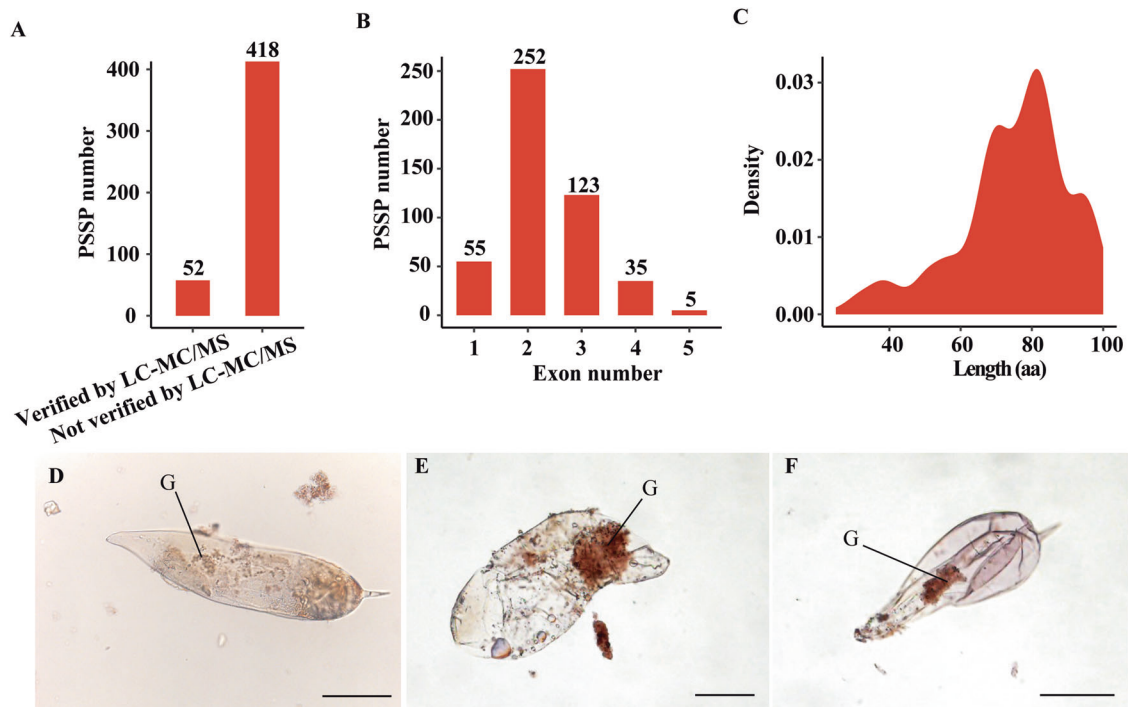 A
PSSP number
400
300
200
100
0
52
418
Verified by LC-MC/MS
Not verified by LC-MC/MS
B
PSSP number
250
200
150
100
50
0
55
252
123
35
5
1 2 3 4 5
Exon number
C
Density
0.03
0.02
0.01
0.00
40 60 80 100
Length (aa)
D
G
E
G
F
G